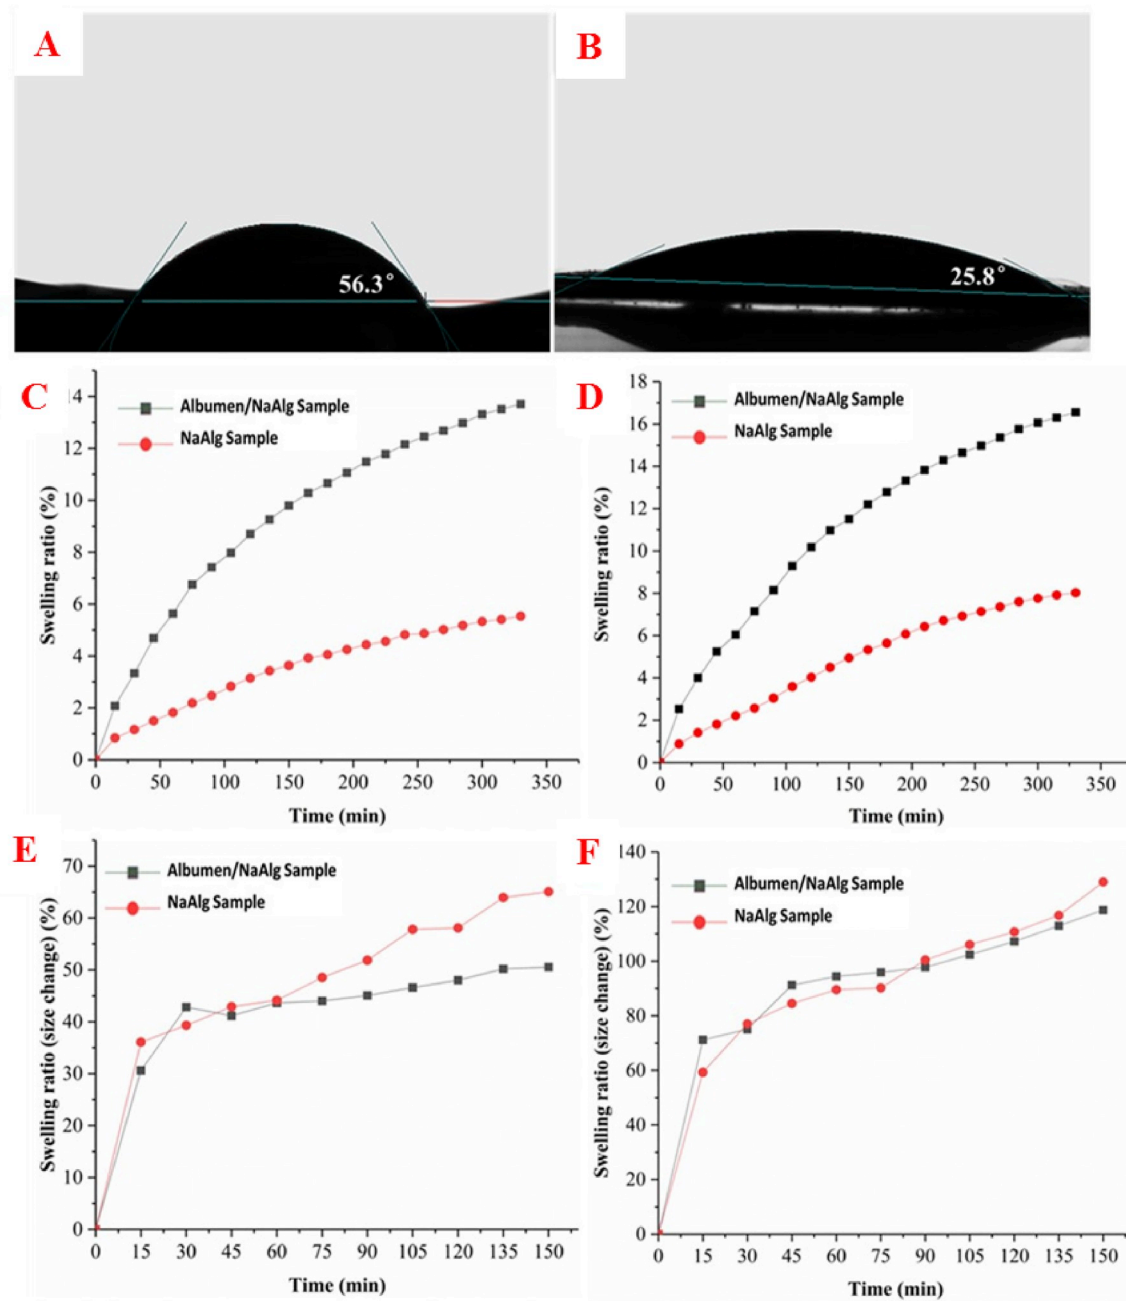 A
B
56.3°
25.8°
C
Albumen/NaAlg Sample
NaAlg Sample
14
12
10
8
6
4
2
0
Swelling ratio (%)
0 50 100 150 200 250 300 350
Time (min)
D
Albumen/NaAlg Sample
NaAlg Sample
18
16
14
12
10
8
6
4
2
0
Swelling ratio (%)
0 50 100 150 200 250 300 350
Time (min)
E
Albumen/NaAlg Sample
NaAlg Sample
70
60
50
40
30
20
10
0
Swelling ratio (size change) (%)
0 15 30 45 60 75 90 105 120 135 150
Time (min)
F
Albumen/NaAlg Sample
NaAlg Sample
140
120
100
80
60
40
20
0
Swelling ratio (size change) (%)
0 15 30 45 60 75 90 105 120 135 150
Time (min)